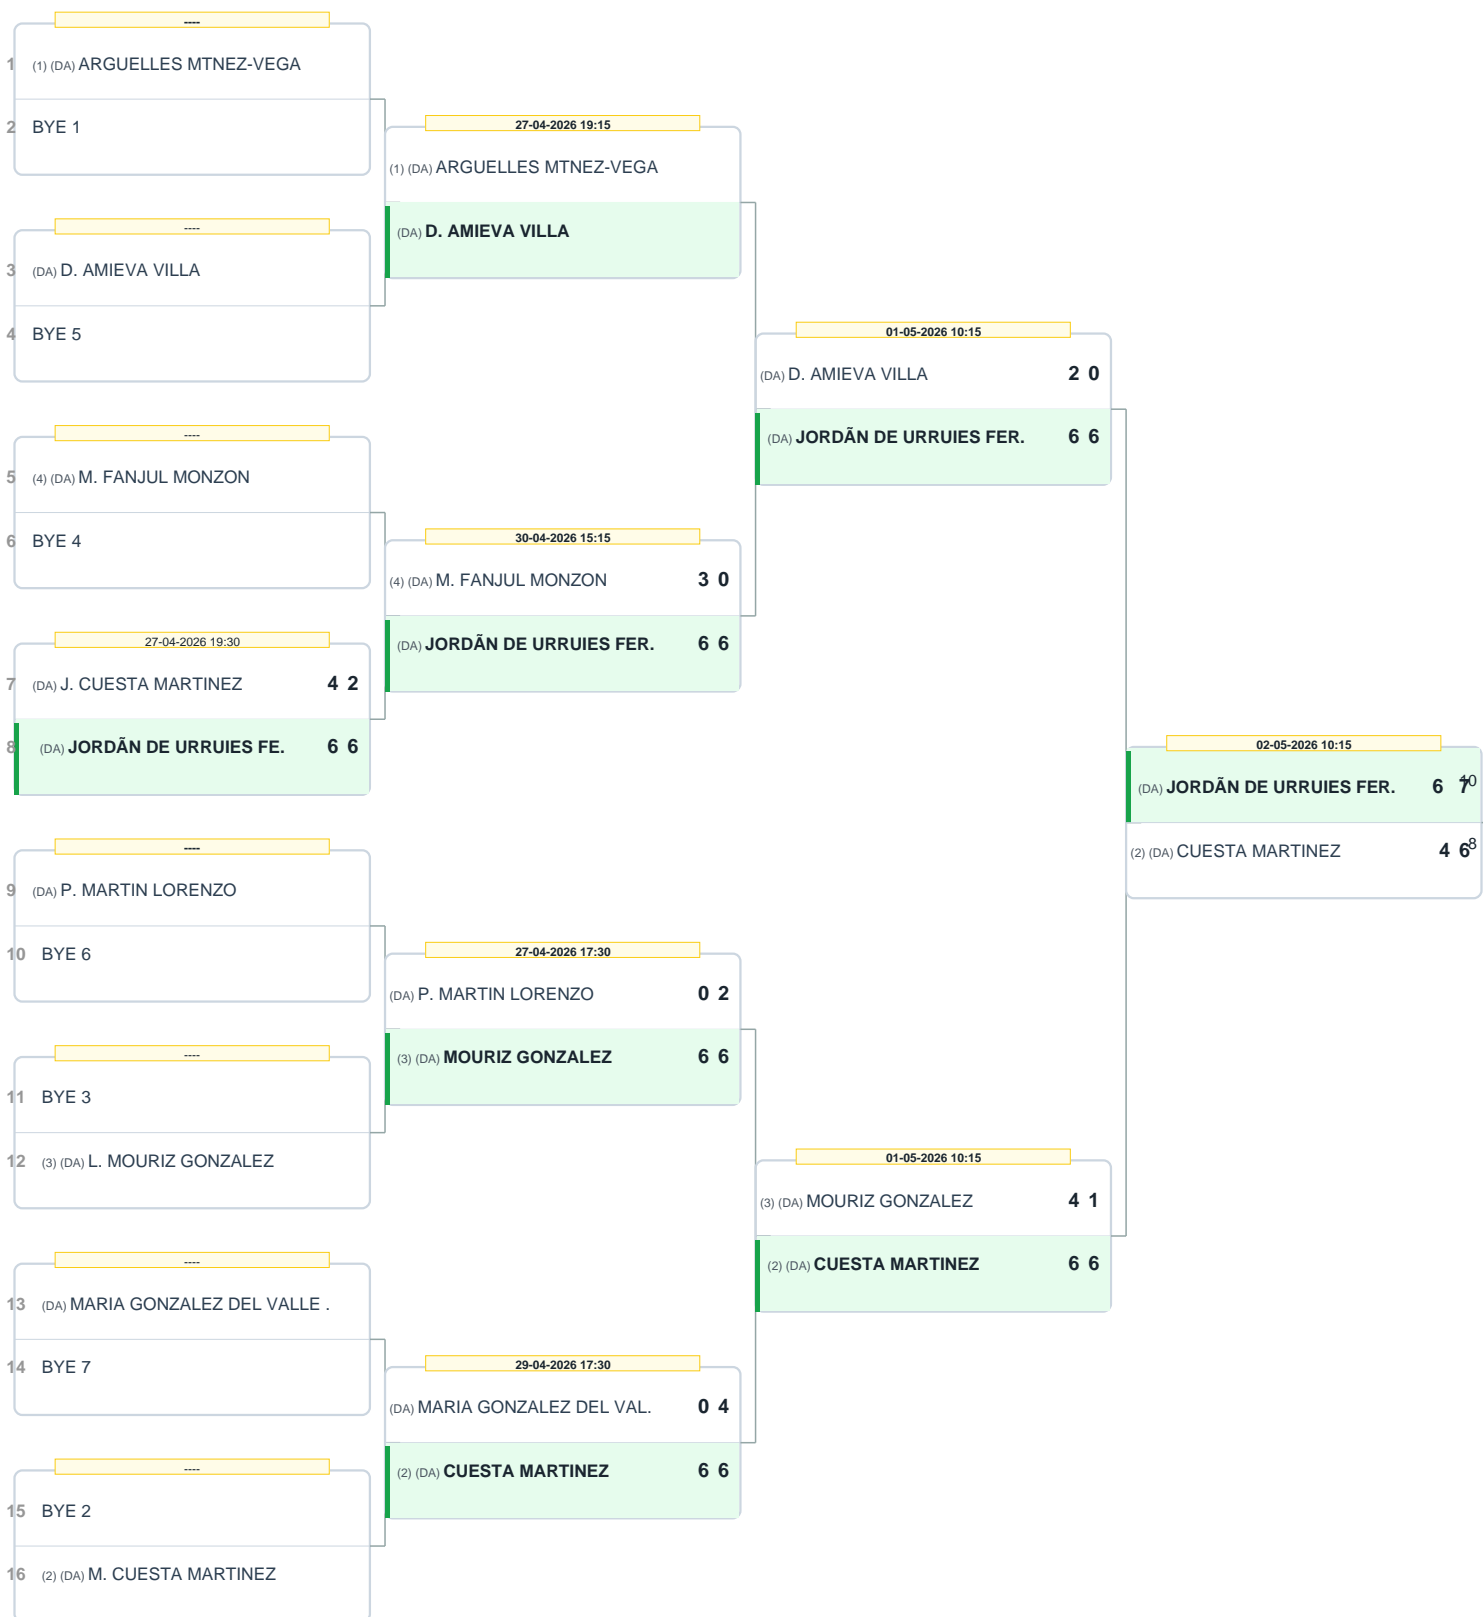 ----
1 (1) (DA) ARGUELLES MTNEZ-VEGA
2 BYE 1
----
3 (DA) D. AMIEVA VILLA
4 BYE 5
----
5 (4) (DA) M. FANJUL MONZON
6 BYE 4
27-04-2026 19:30
7 (DA) J. CUESTA MARTINEZ 4 2
8 (DA) JORDÃN DE URRUIES FE. 6 6
----
9 (DA) P. MARTIN LORENZO
10 BYE 6
----
11 BYE 3
12 (3) (DA) L. MOURIZ GONZALEZ
----
13 (DA) MARIA GONZALEZ DEL VALLE .
14 BYE 7
----
15 BYE 2
16 (2) (DA) M. CUESTA MARTINEZ
27-04-2026 19:15
(1) (DA) ARGUELLES MTNEZ-VEGA
(DA) D. AMIEVA VILLA
30-04-2026 15:15
(4) (DA) M. FANJUL MONZON 3 0
(DA) JORDÃN DE URRUIES FER. 6 6
27-04-2026 17:30
(DA) P. MARTIN LORENZO 0 2
(3) (DA) MOURIZ GONZALEZ 6 6
29-04-2026 17:30
(DA) MARIA GONZALEZ DEL VAL. 0 4
(2) (DA) CUESTA MARTINEZ 6 6
01-05-2026 10:15
(DA) D. AMIEVA VILLA 2 0
(DA) JORDÃN DE URRUIES FER. 6 6
01-05-2026 10:15
(3) (DA) MOURIZ GONZALEZ 4 1
(2) (DA) CUESTA MARTINEZ 6 6
02-05-2026 10:15
(DA) JORDÃN DE URRUIES FER. 6 7 10
(2) (DA) CUESTA MARTINEZ 4 6 8